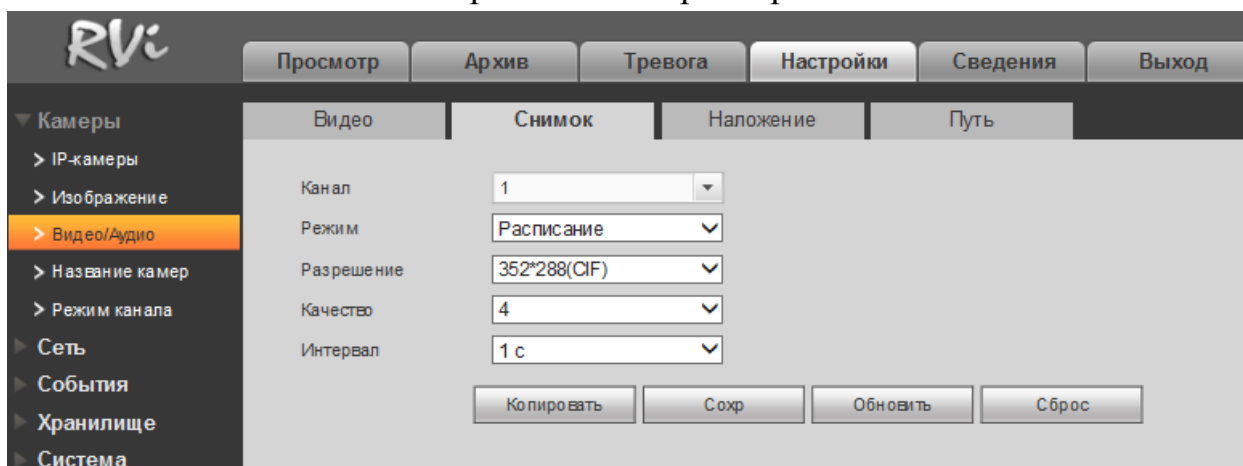 RVi
Просмотр Архив Тревога Настройки Сведения Выход
Камеры
IP-камеры
Изображение
Видео/Аудио
Название камер
Режим канала
Сеть
События
Хранилище
Система
Видео Снимок Наложение Путь
Канал 1
Режим Расписание
Разрешение 352*288(CIF)
Качество 4
Интервал 1 с
Копировать Сохр Обновить Сброс